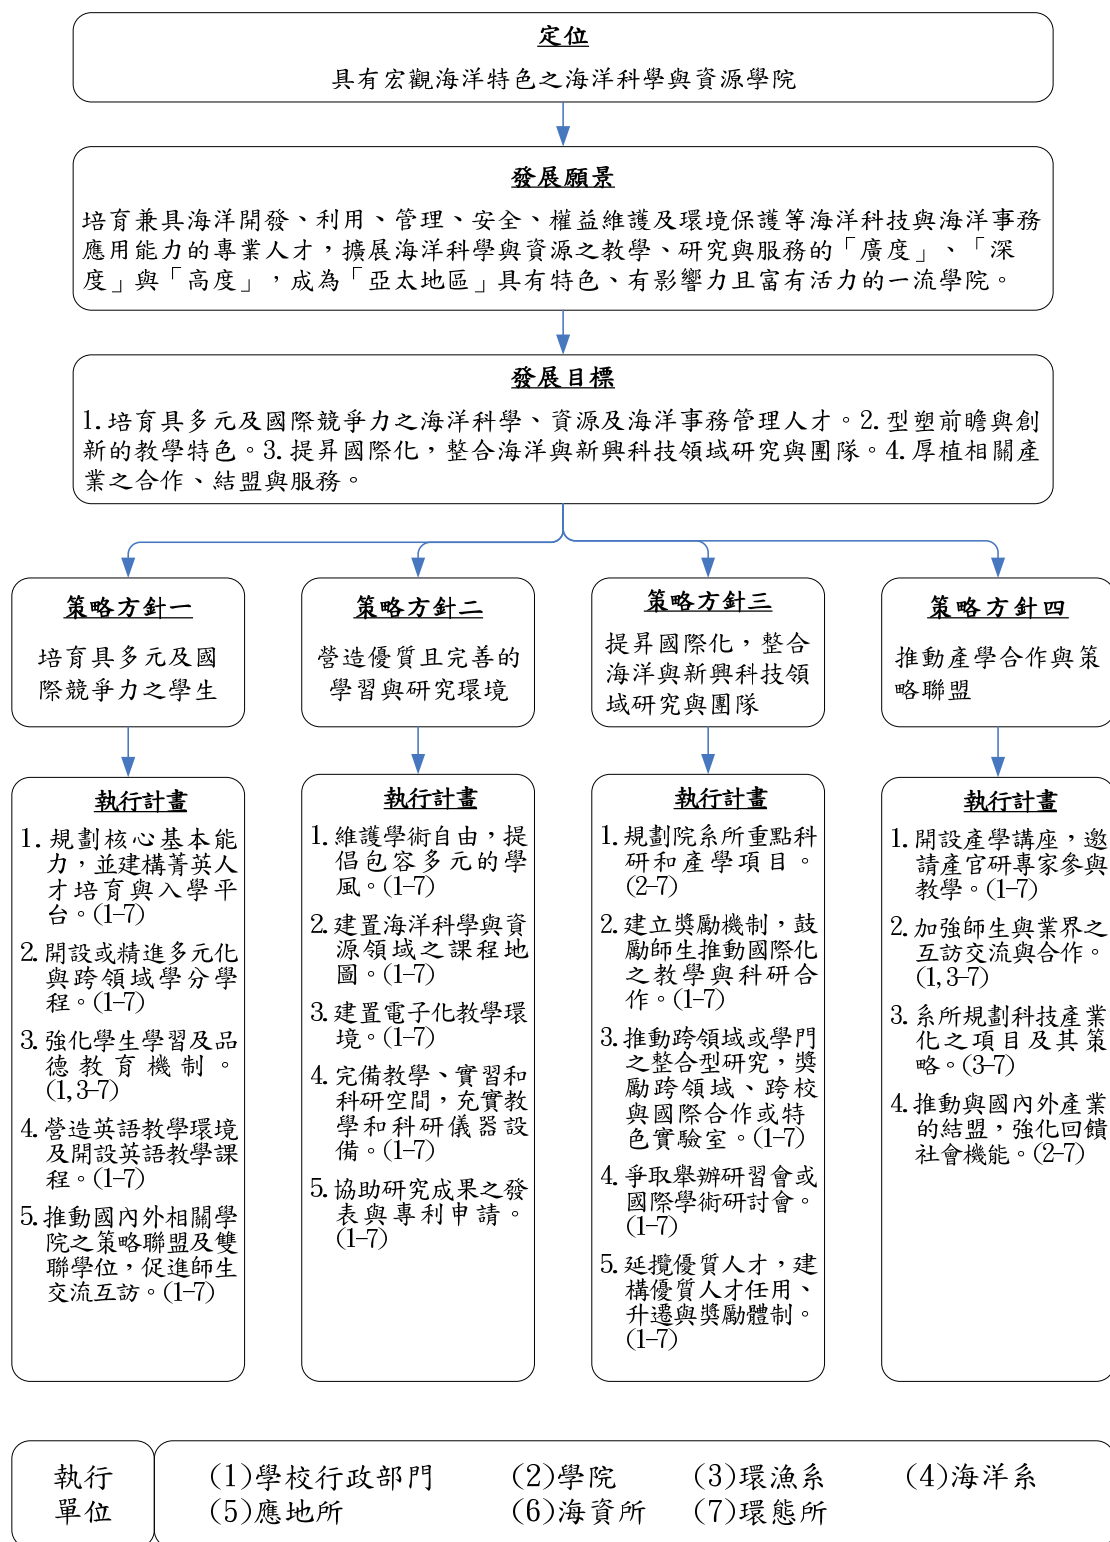 定位
具有宏觀海洋特色之海洋科學與資源學院
發展願景
培育兼具海洋開發、利用、管理、安全、權益維護及環境保護等海洋科技與海洋事務
應用能力的專業人才，擴展海洋科學與資源之教學、研究與服務的「廣度」、「深
度」與「高度」，成為「亞太地區」具有特色、有影響力且富有活力的一流學院。
發展目標
1.培育具多元及國際競爭力之海洋科學、資源及海洋事務管理人才。2.型塑前瞻與創
新的教學特色。3.提昇國際化，整合海洋與新興科技領域研究與團隊。4.厚植相關產
業之合作、結盟與服務。
策略方針一
培育具多元及國
際競爭力之學生
策略方針二
營造優質且完善的
學習與研究環境
策略方針三
提昇國際化，整合
海洋與新興科技領
域研究與團隊
策略方針四
推動產學合作與策
略聯盟
執行計畫
1.規劃核心基本能
力，並建構菁英人
才培育與入學平
台。(1-7)
2.開設或精進多元化
與跨領域學分學
程。(1-7)
3.強化學生學習及品
德教育機制。
(1,3-7)
4.營造英語教學環境
及開設英語教學課
程。(1-7)
5.推動國內外相關學
院之策略聯盟及雙
聯學位，促進師生
交流互訪。(1-7)
執行計畫
1.維護學術自由，提
倡包容多元的學
風。(1-7)
2.建置海洋科學與資
源領域之課程地
圖。(1-7)
3.建置電子化教學環
境。(1-7)
4.完備教學、實習和
科研空間，充實教
學和科研儀器設
備。(1-7)
5.協助研究成果之發
表與專利申請。
(1-7)
執行計畫
1.規劃院系所重點科
研和產學項目。
(2-7)
2.建立獎勵機制，鼓
勵師生推動國際化
之教學與科研合
作。(1-7)
3.推動跨領域或學門
之整合型研究，獎
勵跨領域、跨校
與國際合作或特
色實驗室。(1-7)
4.爭取舉辦研習會或
國際學術研討會。
(1-7)
5.延攬優質人才，建
構優質人才任用、
升遷與獎勵體制。
(1-7)
執行計畫
1.開設產學講座，邀
請產官研專家參與
教學。(1-7)
2.加強師生與業界之
互訪交流與合作。
(1,3-7)
3.系所規劃科技產業
化之項目及其策
略。(3-7)
4.推動與國內外產業
的結盟，強化回饋
社會機能。(2-7)
執行
單位
(1)學校行政部門 (2)學院 (3)環漁系 (4)海洋系
(5)應地所 (6)海資所 (7)環態所